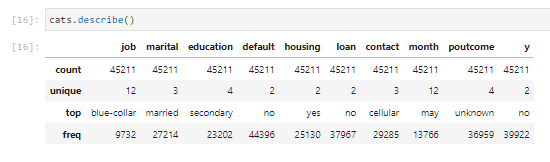 [16]: cats.describe()
[16]: job marital education default housing loan contact month poutcome y
count 45211 45211 45211 45211 45211 45211 45211 45211 45211 45211
unique 12 3 4 2 2 2 3 12 4 2
top blue-collar married secondary no yes no cellular may unknown no
freq 9732 27214 23202 44396 25130 37967 29285 13766 36959 39922